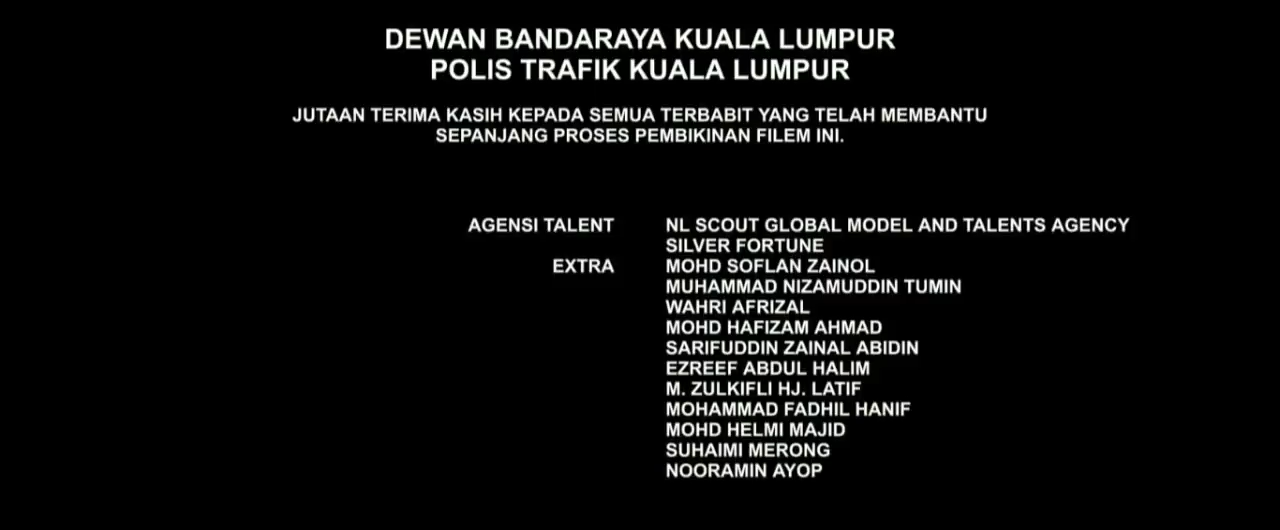 DEWAN BANDARAYA KUALA LUMPUR
POLIS TRAFIK KUALA LUMPUR
JUTAAN TERIMA KASIH KEPADA SEMUA TERBABIT YANG TELAH MEMBANTU
SEPANJANG PROSES PEMBIKINAN FILEM INI.
AGENSI TALENT NL SCOUT GLOBAL MODEL AND TALENTS AGENCY
SILVER FORTUNE
EXTRA MOHD SOFLAN ZAINOL
MUHAMMAD NIZAMUDDIN TUMIN
WAHRI AFRIZAL
MOHD HAFIZAM AHMAD
SARIFUDDIN ZAINAL ABIDIN
EZREEF ABDUL HALIM
M. ZULKIFLI HJ. LATIF
MOHAMMAD FADHIL HANIF
MOHD HELMI MAJID
SUHAIMI MERONG
NOORAMIN AYOP